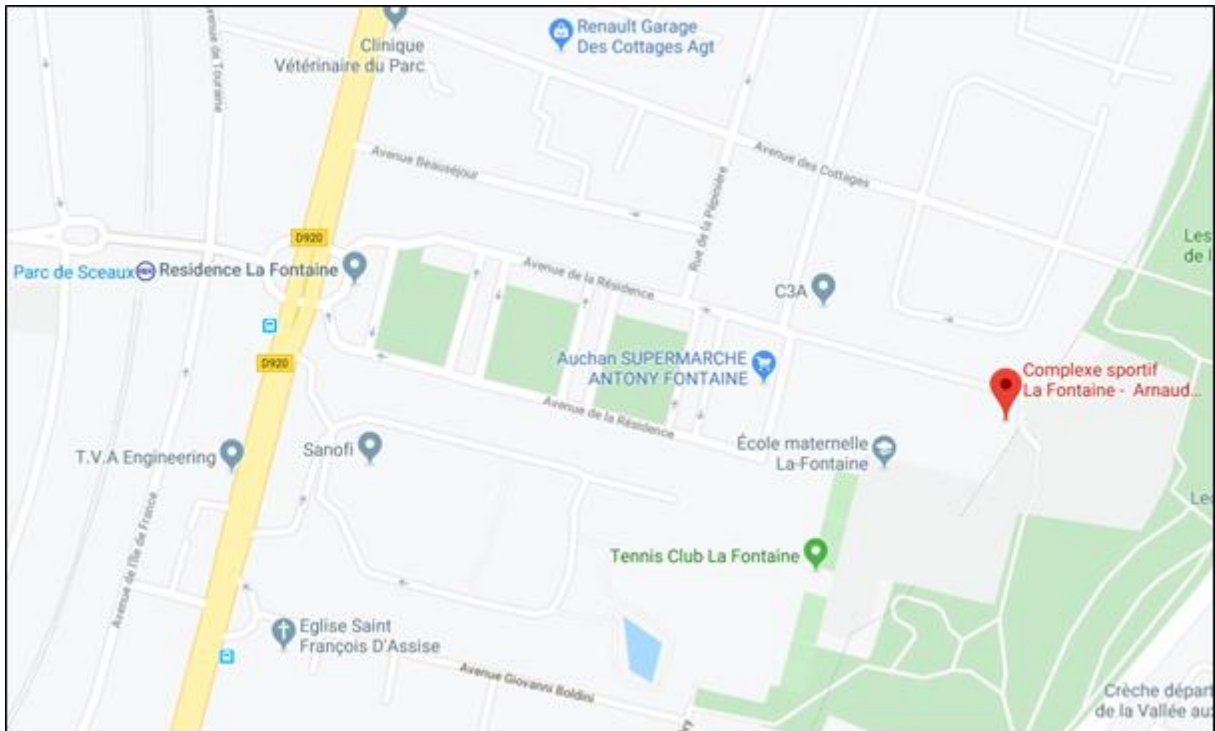 Renault Garage
Des Cottages Agt
Clinique
Vétérinaire du Parc
Avenue de Touraine
Avenue Beauséjour
Avenue des Cottages
Rue de la Pépinière
D920
Les
de l
Parc de Sceaux
RER
Residence La Fontaine
Avenue de la Résidence
C3A
D920
Auchan SUPERMARCHE
ANTONY FONTAINE
Complexe sportif
La Fontaine - Arnaud...
Avenue de la Résidence
T.V.A Engineering
Sanofi
École maternelle
La-Fontaine
Le
Avenue de l'Île de France
Tennis Club La Fontaine
Eglise Saint
François D'Assise
Avenue Giovanni Boldini
Crèche départ
de la Vallée au